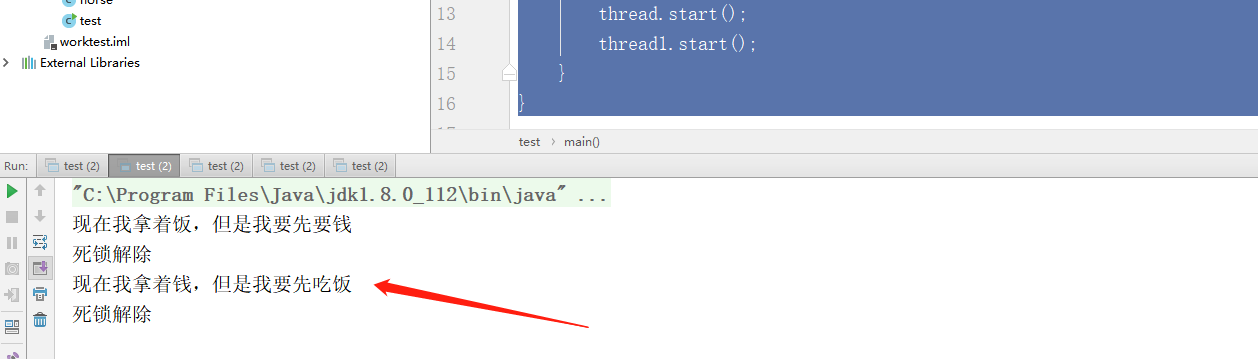 horse
test
worktest.iml
External Libraries
13 thread.start();
14 thread1.start();
15 }
16 }
test › main()
Run: test (2) test (2) test (2) test (2) test (2)
"C:\Program Files\Java\jdk1.8.0_112\bin\java" ...
现在我拿着饭，但是我要先要钱
死锁解除
现在我拿着钱，但是我要先吃饭
死锁解除